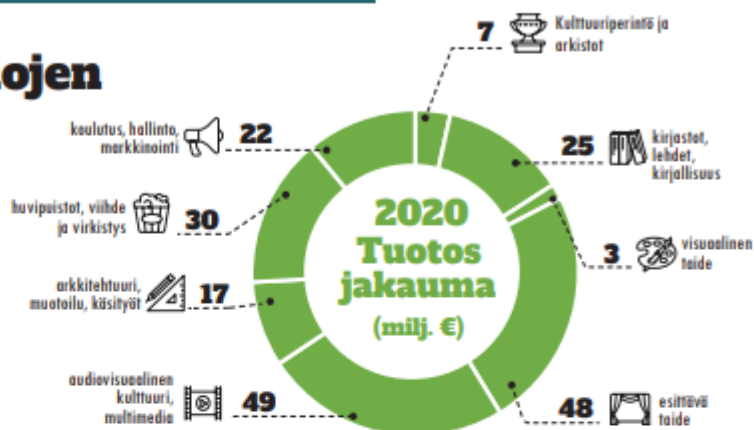 ojen
7
Kulttuuriperintö ja
arkistot
koulutus, hallinto,
markkinointi
22
25
kirjastot,
lehdet,
kirjallisuus
huvipuistot, viihde
ja virkistys
30
2020
Tuotos
jakauma
(milj. €)
3
visuaalinen
taide
arkkitehtuuri,
muotoilu, käsityöt
17
audiovisuaalinen
kulttuuri,
multimedia
49
48
esittävä
taide